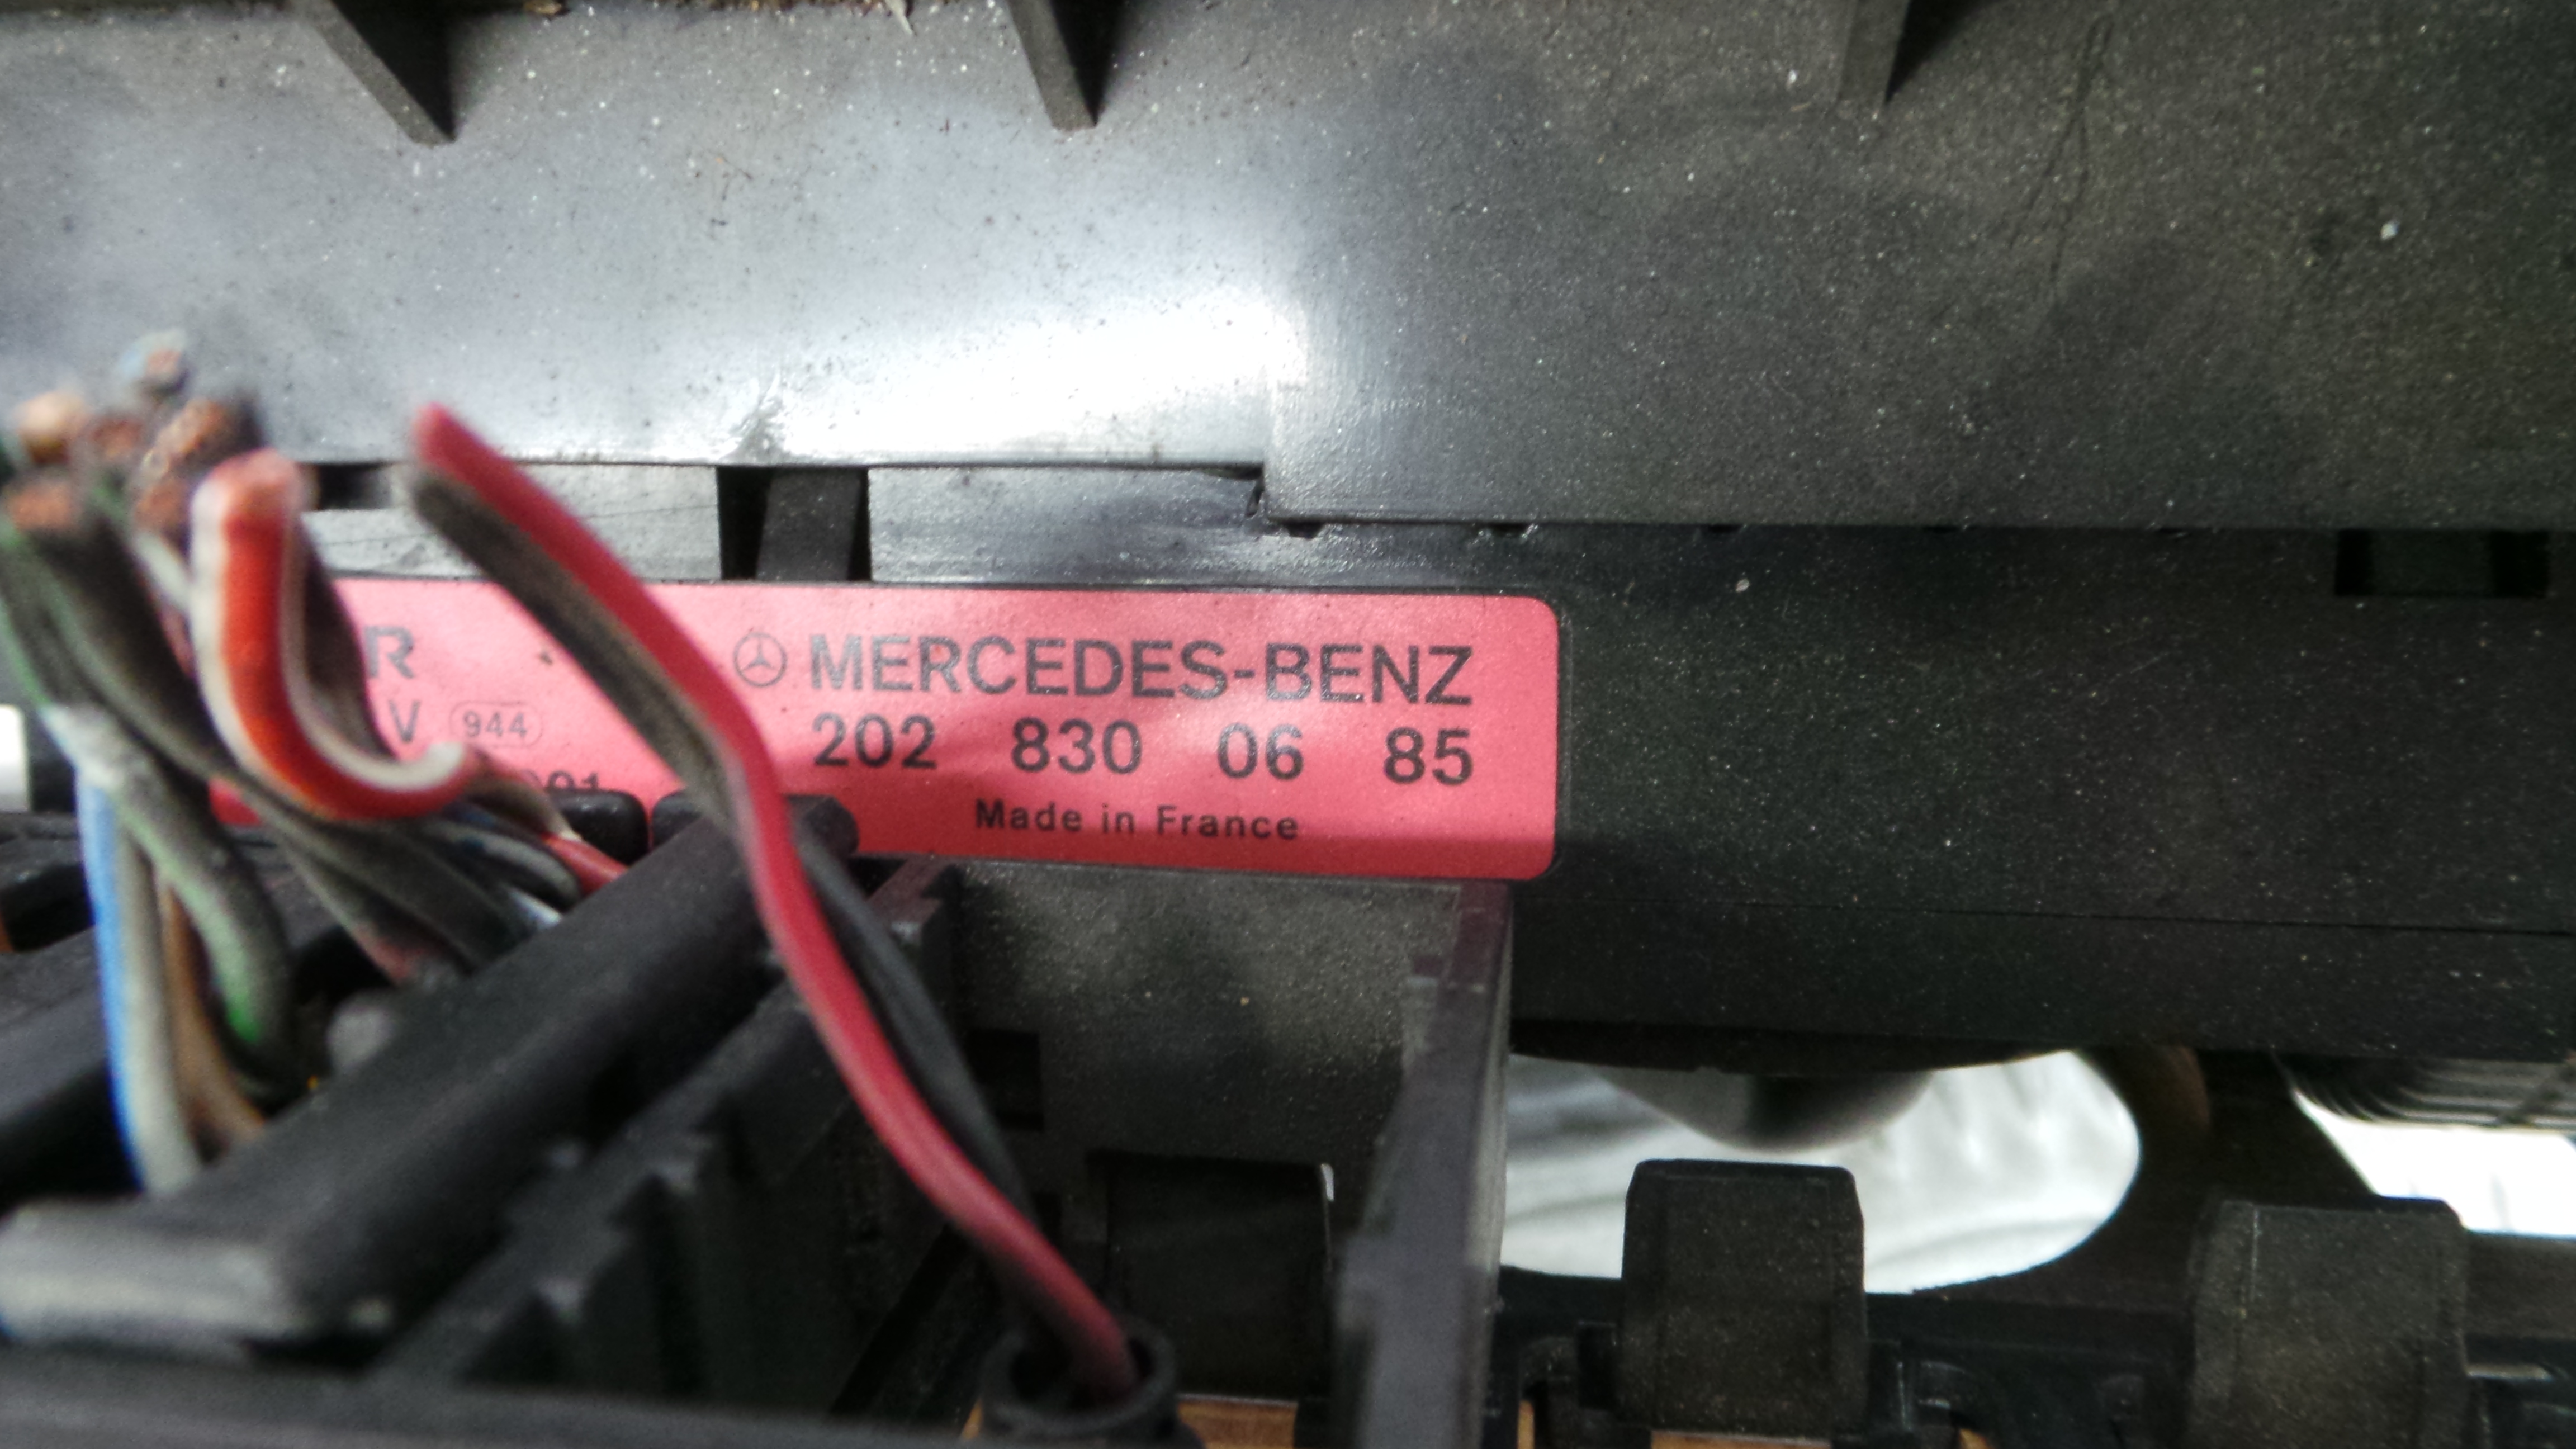 R MERCEDES-BENZ
V 944 202 830 06 85
Made in France